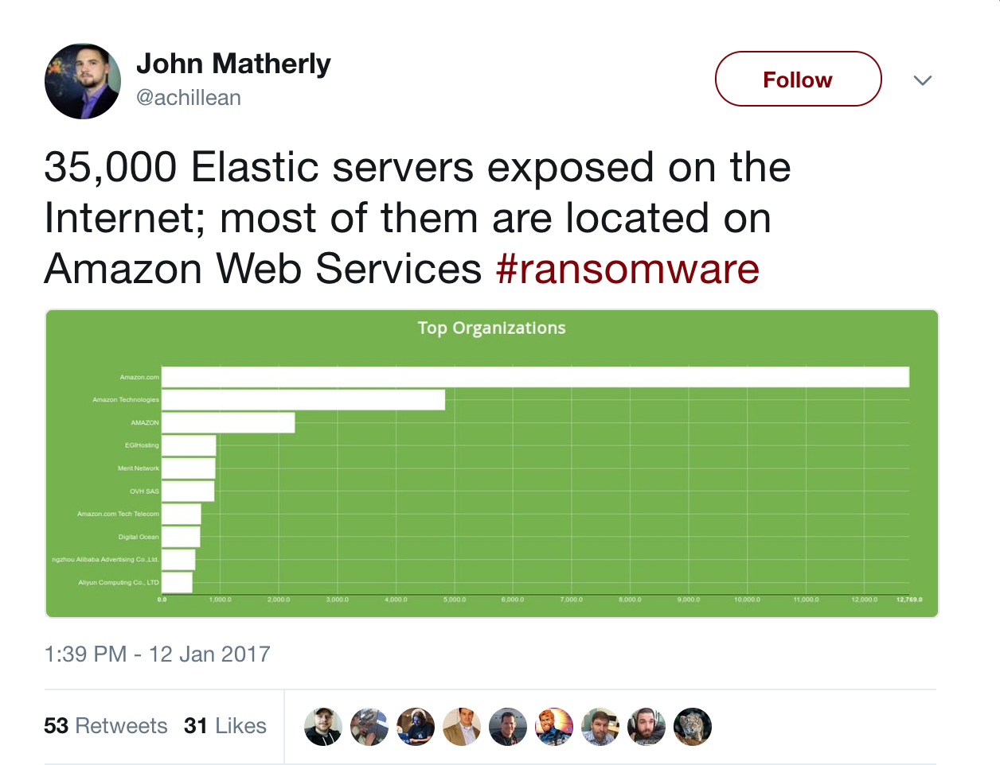 John Matherly
@achillean
Follow
35,000 Elastic servers exposed on the
Internet; most of them are located on
Amazon Web Services #ransomware
Top Organizations
Amazon.com
Amazon Technologies
AMAZON
EGIHosting
Merit Network
OVH SAS
Amazon.com Tech Telecom
Digital Ocean
ngzhou Alibaba Advertising Co.,Ltd.
Aliyun Computing Co., LTD
0.0 1,000.0 2,000.0 3,000.0 4,000.0 5,000.0 6,000.0 7,000.0 8,000.0 9,000.0 10,000.0 11,000.0 12,000.0 12,769.0
1:39 PM - 12 Jan 2017
53 Retweets 31 Likes